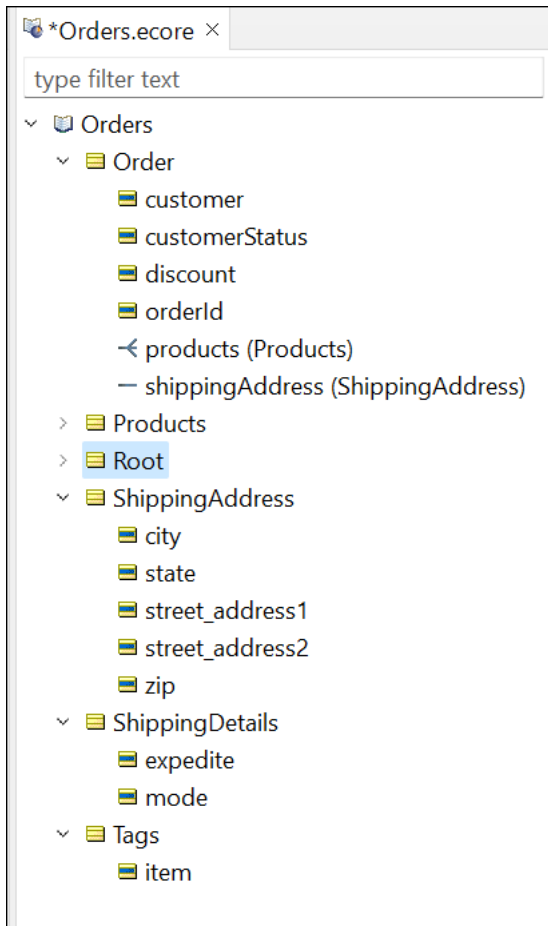 *Orders.ecore ×
type filter text
Orders
Order
customer
customerStatus
discount
orderId
products (Products)
shippingAddress (ShippingAddress)
Products
Root
ShippingAddress
city
state
street_address1
street_address2
zip
ShippingDetails
expedite
mode
Tags
item